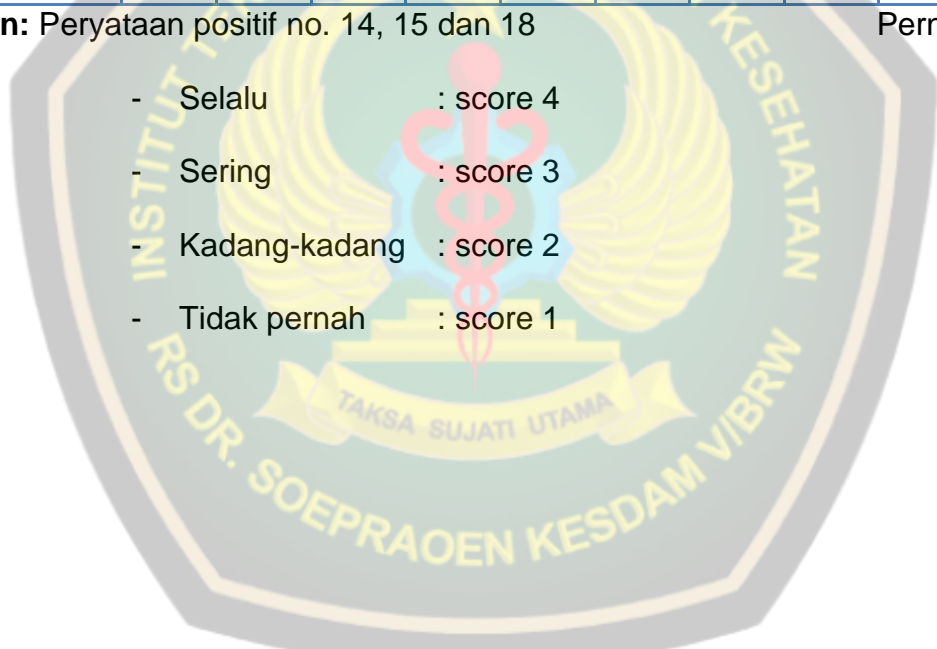 n: Peryataan positif no. 14, 15 dan 18 Pern
- Selalu : score 4
- Sering : score 3
- Kadang-kadang : score 2
- Tidak pernah : score 1
INSTITUT KESEHATAN
RS DR. SOEPRAOEN KESDAM V/BRW
TAKSA SUJATI UTAMA